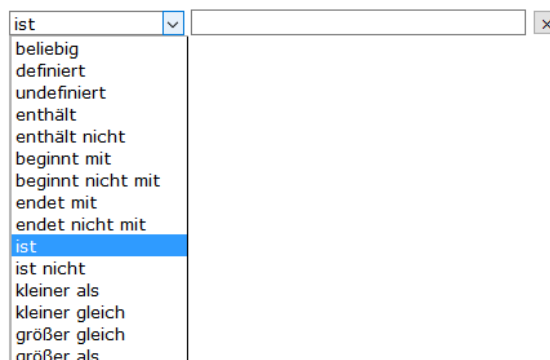 ist
beliebig
definiert
undefiniert
enthält
enthält nicht
beginnt mit
beginnt nicht mit
endet mit
endet nicht mit
ist
ist nicht
kleiner als
kleiner gleich
größer gleich
größer als